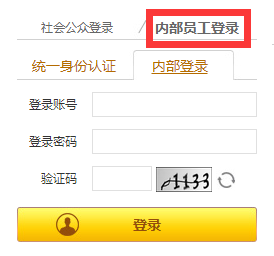 社会公众登录 / 内部员工登录
统一身份认证 内部登录
登录账号
登录密码
验证码 1133
登录